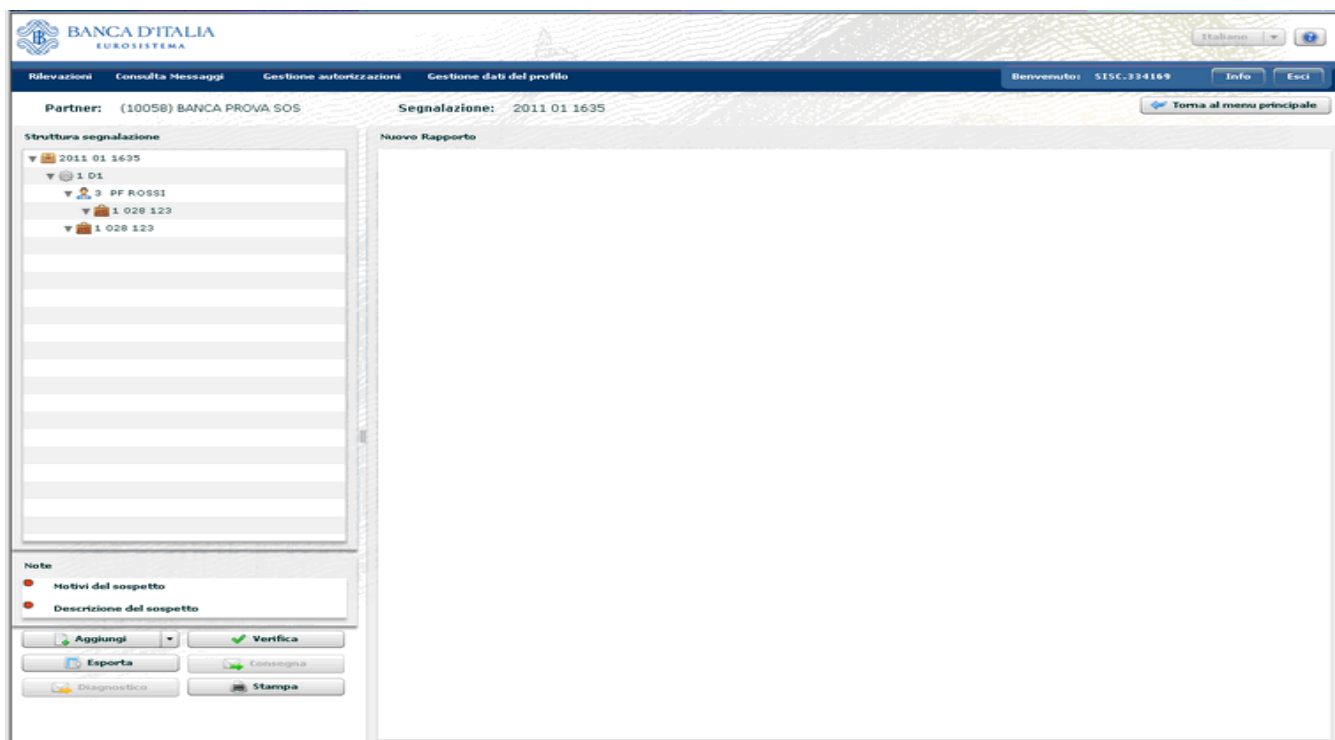 BANCA D'ITALIA
EUROSISTEMA
Italiano
Rilevazioni Consulta Messaggi Gestione autorizzazioni Gestione dati del profilo Benvenuto: SISC.334169 Info Esci
Partner: (10058) BANCA PROVA SOS Segnalazione: 2011 01 1635 Torna al menu principale
Struttura segnalazione Nuovo Rapporto
2011 01 1635
1 D1
3 PF ROSSI
1 028 123
1 028 123
Note
Motivi del sospetto
Descrizione del sospetto
Aggiungi Verifica
Esporta Consegna
Diagnostico Stampa